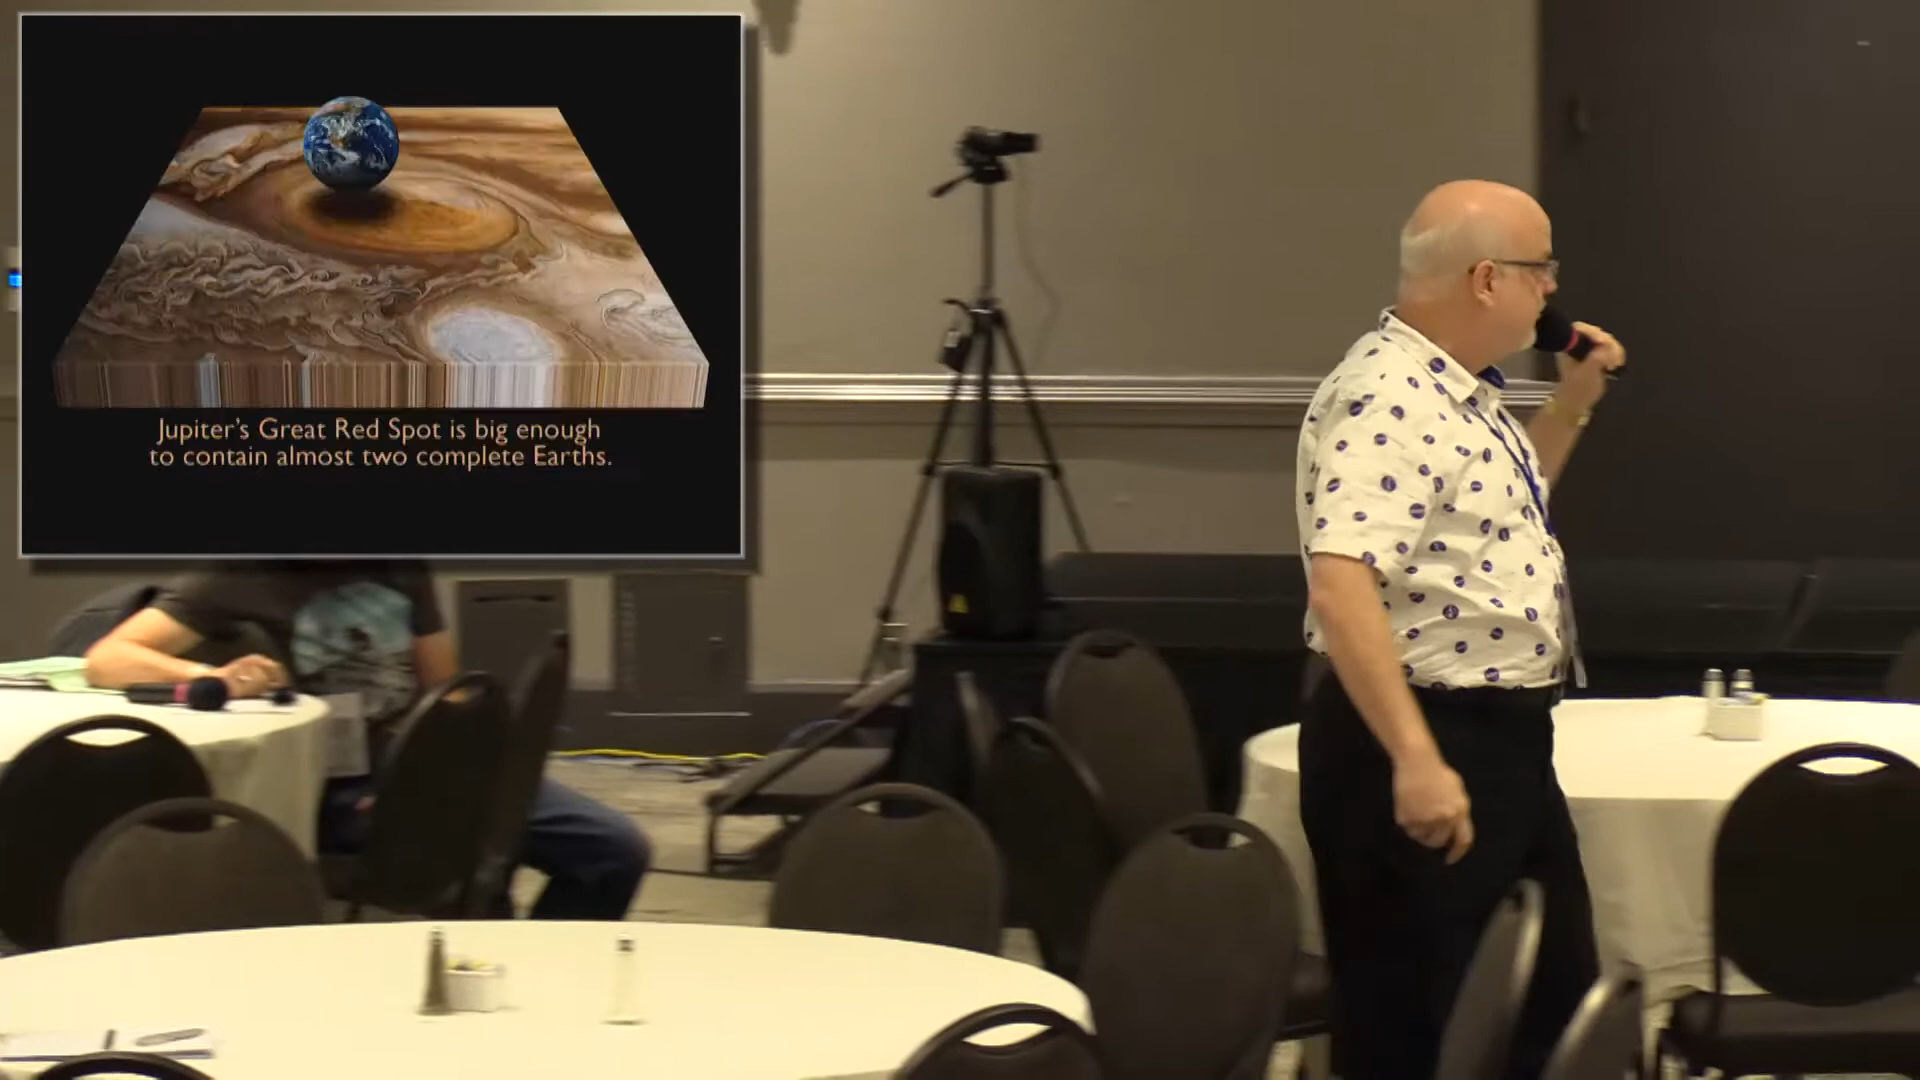 Jupiter's Great Red Spot is big enough
to contain almost two complete Earths.